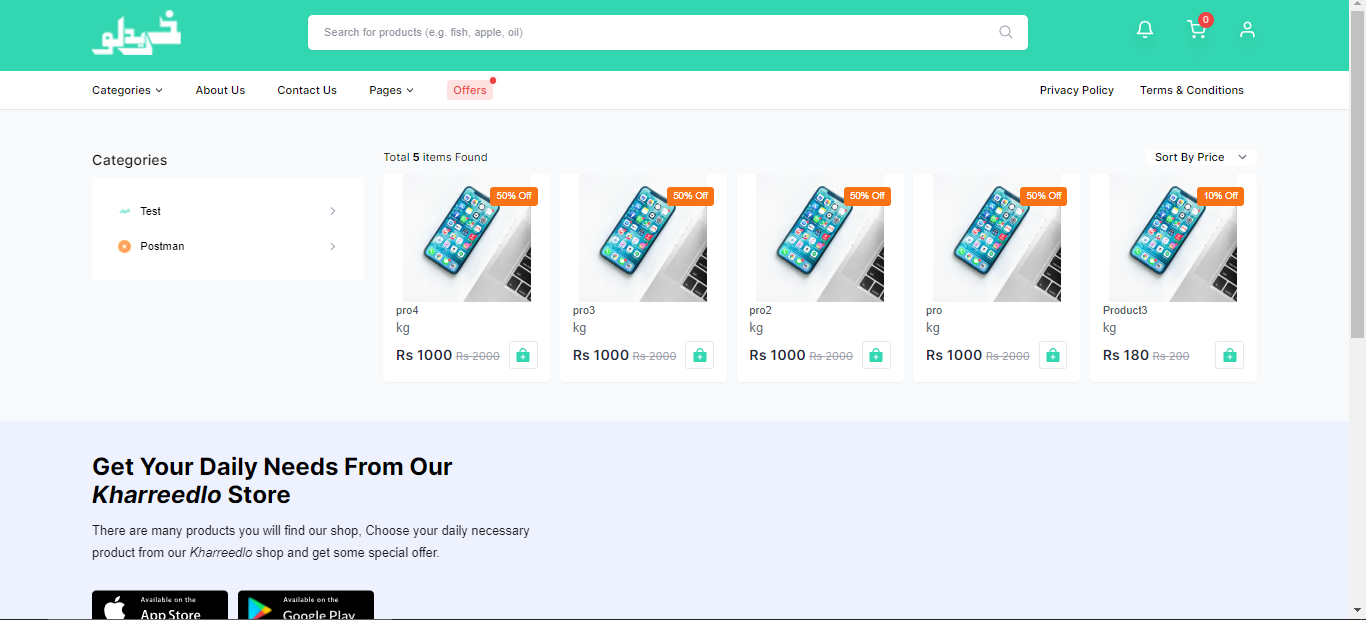 خریدلو
Search for products (e.g. fish, apple, oil)
0
Categories
About Us
Contact Us
Pages
Offers
Privacy Policy
Terms & Conditions
Categories
Test
Postman
Total 5 items Found
Sort By Price
50% Off
50% Off
50% Off
50% Off
10% Off
pro4
kg
Rs 1000 Rs 2000
pro3
kg
Rs 1000 Rs 2000
pro2
kg
Rs 1000 Rs 2000
pro
kg
Rs 1000 Rs 2000
Product3
kg
Rs 180 Rs 200
Get Your Daily Needs From Our
Kharreedlo Store
There are many products you will find our shop, Choose your daily necessary
product from our Kharreedlo shop and get some special offer.
Available on the
App Store
Available on the
Google Play